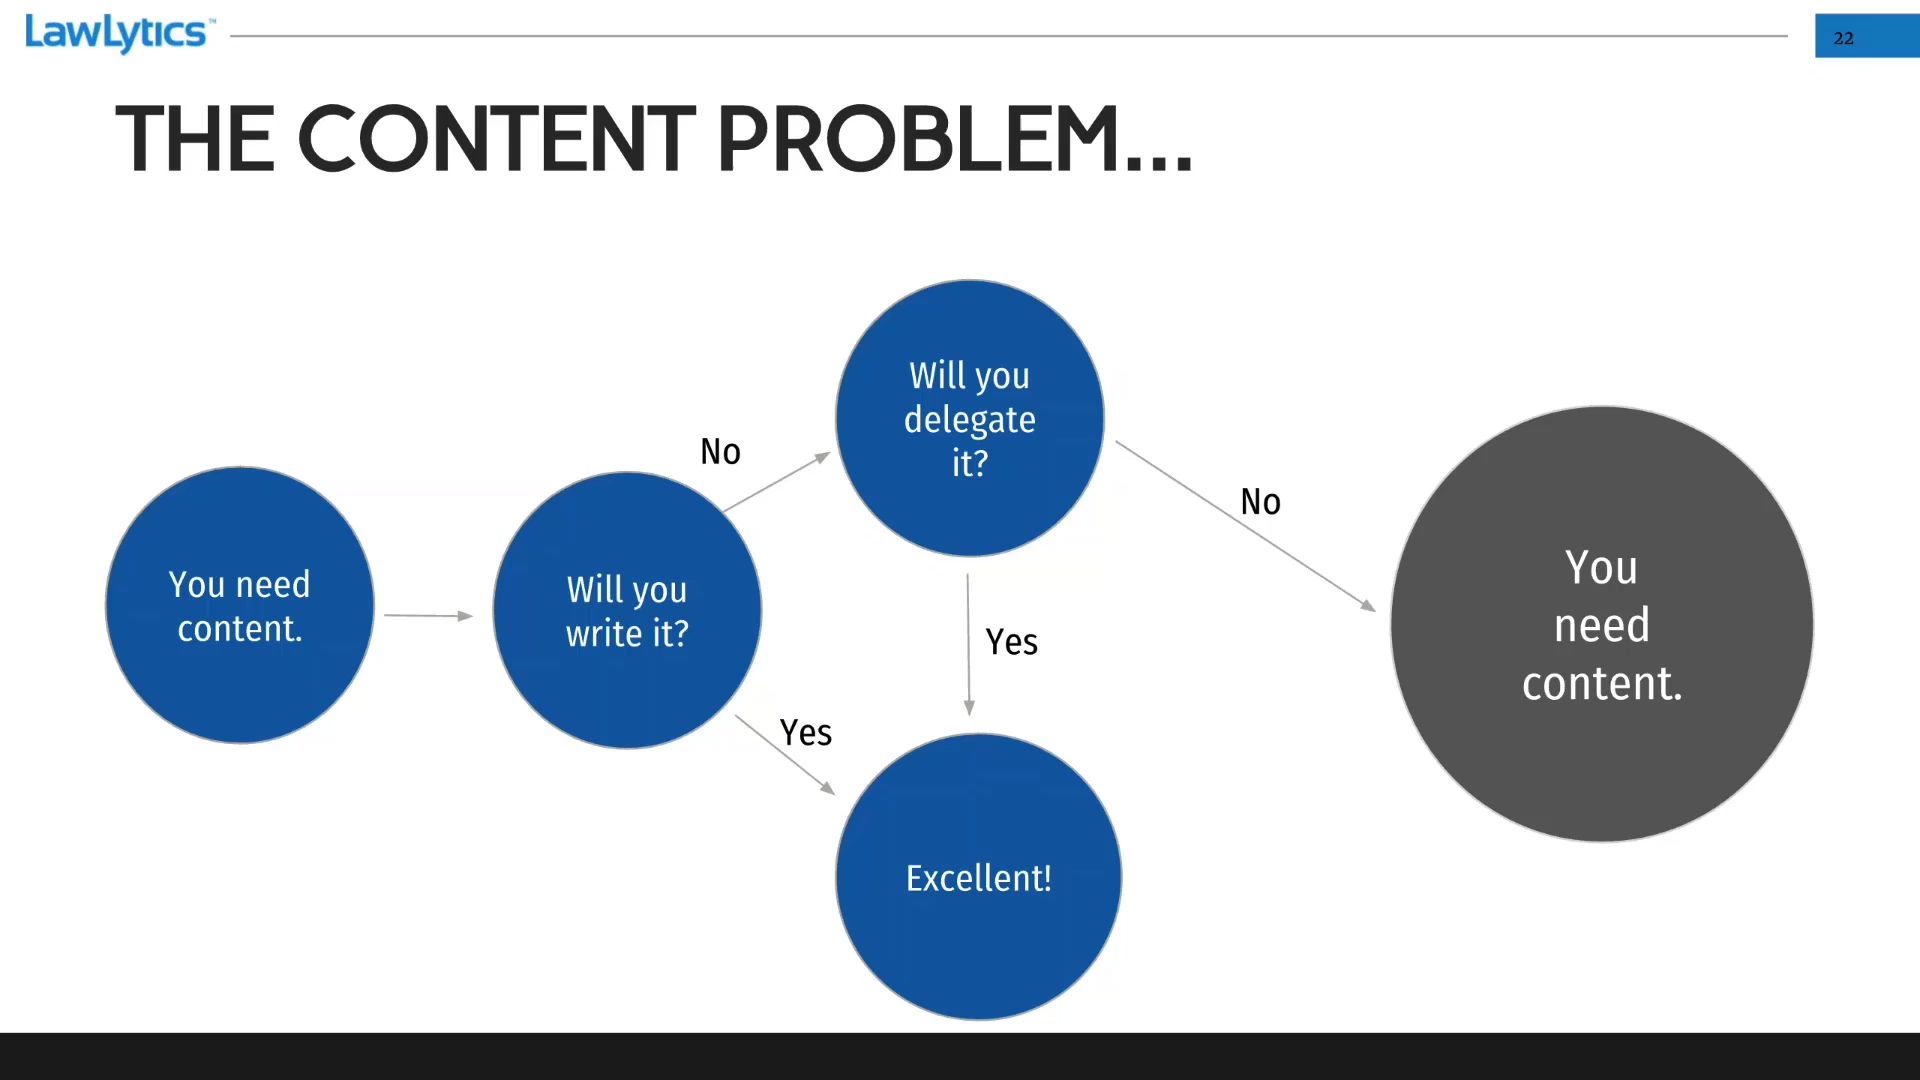 LawLytics™
22
THE CONTENT PROBLEM...
You need
content.
Will you
write it?
No
Yes
Will you
delegate
it?
Yes
No
Excellent!
You
need
content.